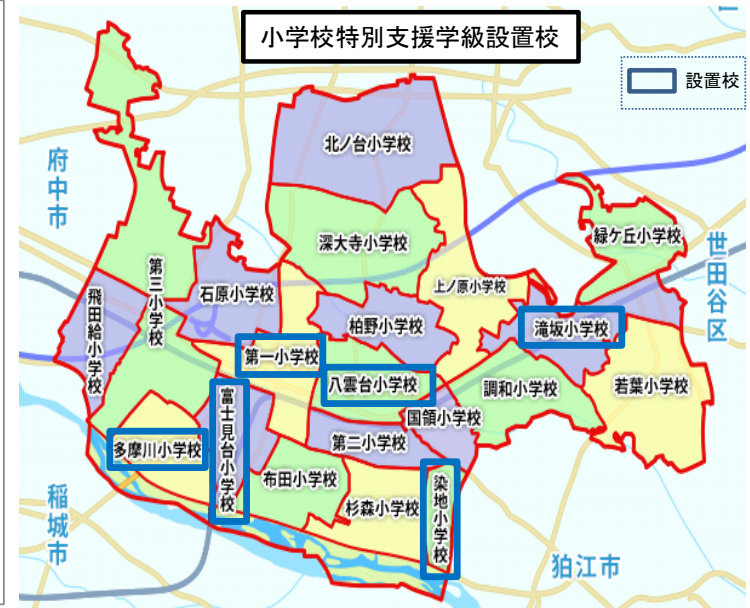 小学校特別支援学級設置校
設置校
府中市
北ノ台小学校
緑ケ丘小学校
世田谷区
深大寺小学校
第三小学校
石原小学校
上ノ原小学校
飛田給小学校
柏野小学校
滝坂小学校
第一小学校
八雲台小学校
調和小学校
若葉小学校
富士見台小学校
国領小学校
多摩川小学校
第二小学校
布田小学校
杉森小学校
染地小学校
稲城市
狛江市